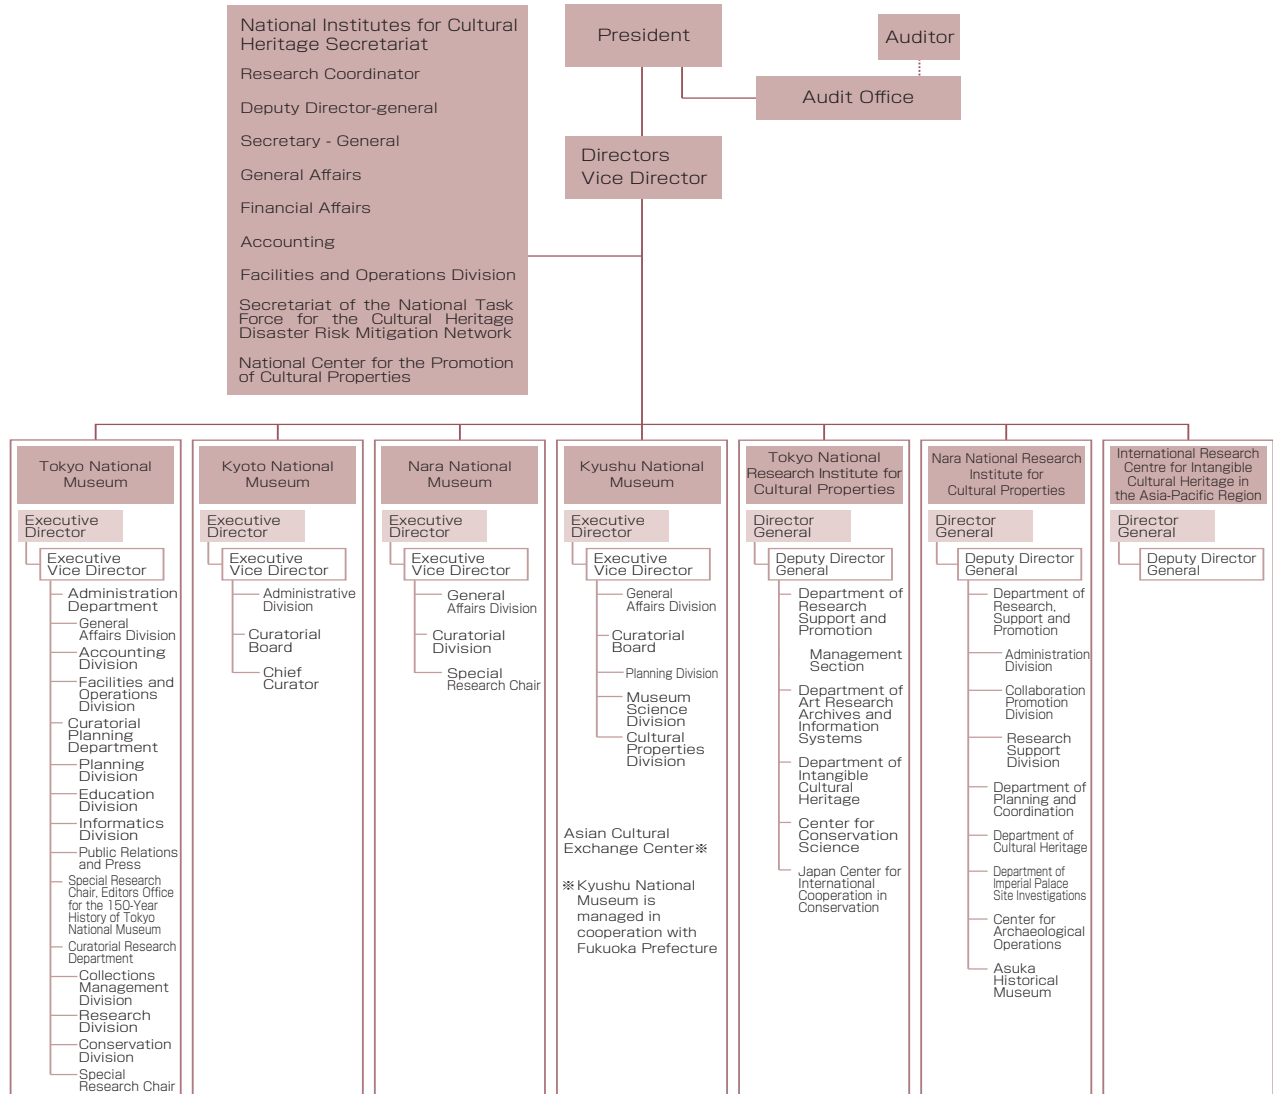 National Institutes for Cultural
Heritage Secretariat
Research Coordinator
Deputy Director-general
Secretary - General
General Affairs
Financial Affairs
Accounting
Facilities and Operations Division
Secretariat of the National Task
Force for the Cultural Heritage
Disaster Risk Mitigation Network
National Center for the Promotion
of Cultural Properties
President
Auditor
Audit Office
Directors
Vice Director
Tokyo National
Museum
Executive
Director
Executive
Vice Director
Administration
Department
General
Affairs Division
Accounting
Division
Facilities and
Operations
Division
Curatorial
Planning
Department
Planning
Division
Education
Division
Informatics
Division
Public Relations
and Press
Special Research
Chair, Editors Office
for the 150-Year
History of Tokyo
National Museum
Curatorial Research
Department
Collections
Management
Division
Research
Division
Conservation
Division
Special
Research Chair
Kyoto National
Museum
Executive
Director
Executive
Vice Director
Administrative
Division
Curatorial
Board
Chief
Curator
Nara National
Museum
Executive
Director
Executive
Vice Director
General
Affairs Division
Curatorial
Division
Special
Research Chair
Kyushu National
Museum
Executive
Director
Executive
Vice Director
General
Affairs Division
Curatorial
Board
Planning Division
Museum
Science
Division
Cultural
Properties
Division
Asian Cultural
Exchange Center※
※Kyushu National
Museum is
managed in
cooperation with
Fukuoka Prefecture
Tokyo National
Research Institute for
Cultural Properties
Director
General
Deputy Director
General
Department of
Research
Support and
Promotion
Management
Section
Department of
Art Research
Archives and
Information
Systems
Department of
Intangible
Cultural
Heritage
Center for
Conservation
Science
Japan Center for
International
Cooperation in
Conservation
Nara National Research
Institute for
Cultural Properties
Director
General
Deputy Director
General
Department of
Research,
Support and
Promotion
Administration
Division
Collaboration
Promotion
Division
Research
Support
Division
Department of
Planning and
Coordination
Department of
Cultural Heritage
Department of
Imperial Palace
Site Investigations
Center for
Archaeological
Operations
Asuka
Historical
Museum
International Research
Centre for Intangible
Cultural Heritage in
the Asia-Pacific Region
Director
General
Deputy Director
General